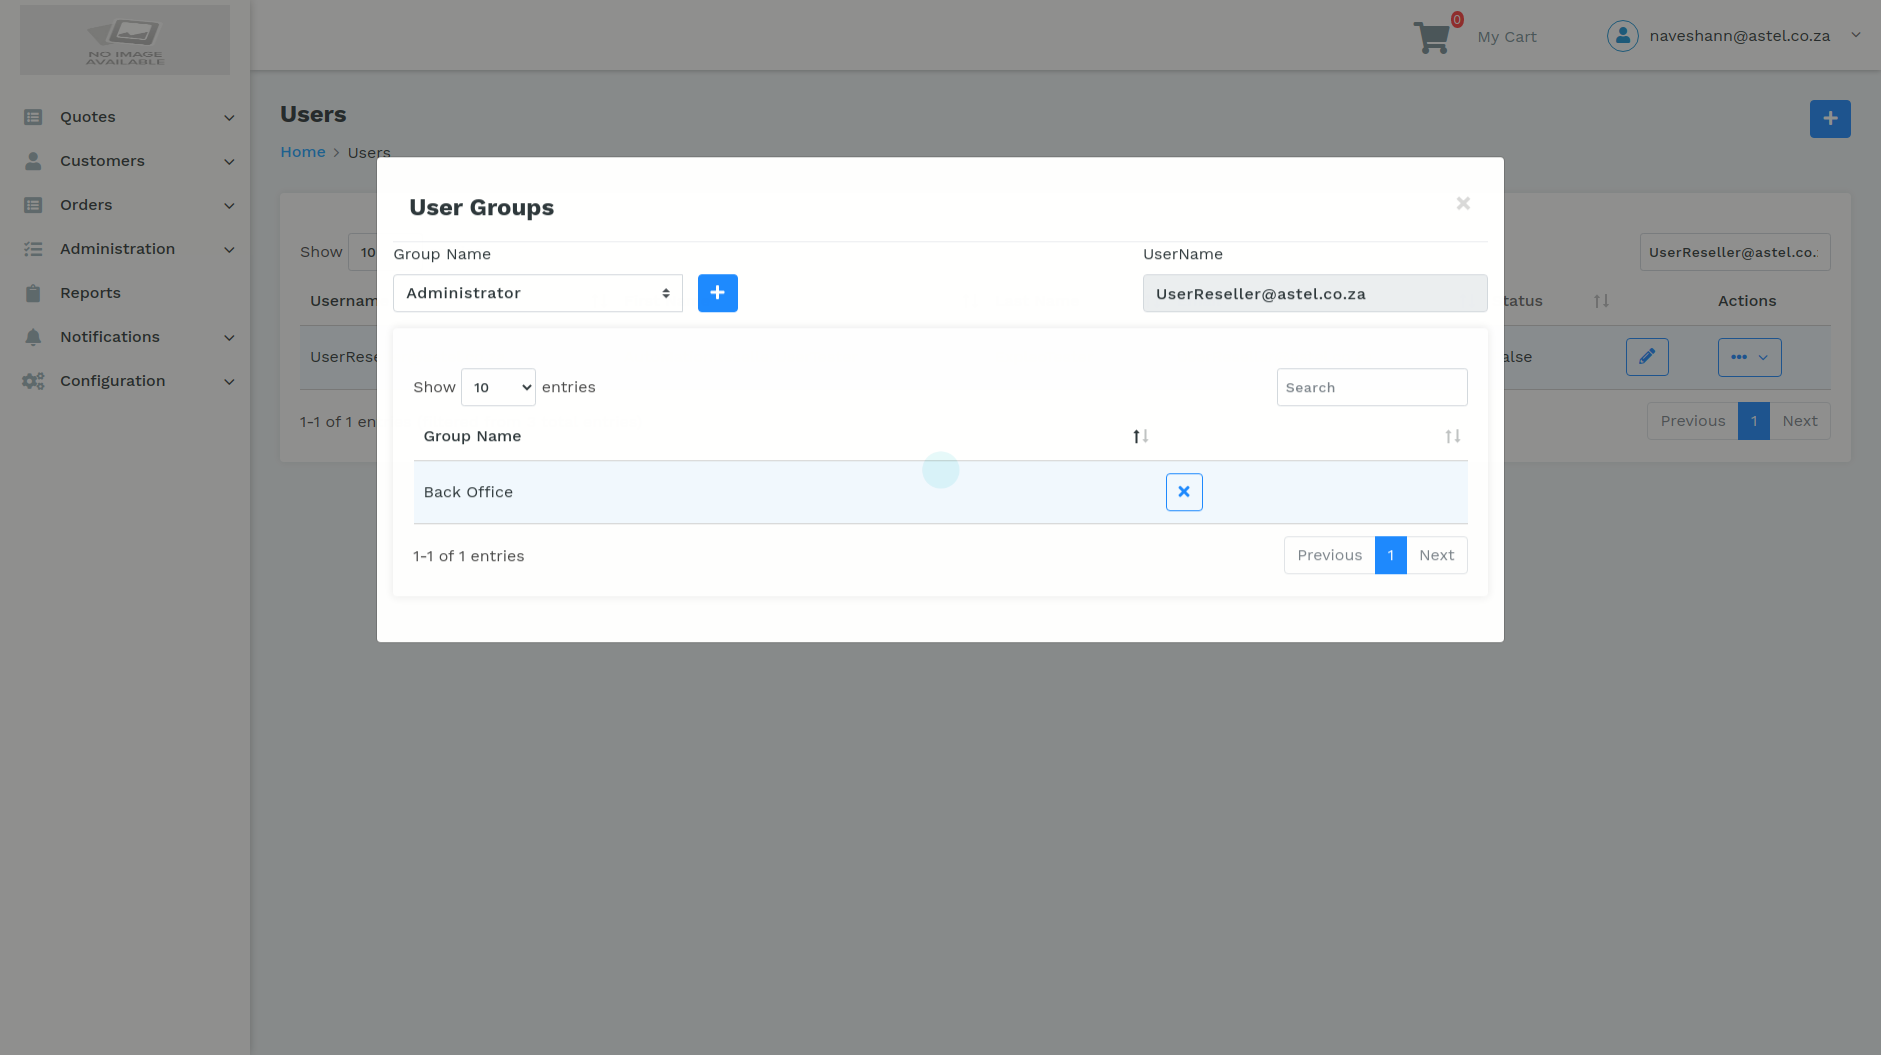 NO IMAGE
AVAILABLE
0
My Cart
naveshann@astel.co.za
Quotes
Customers
Orders
Administration
Reports
Notifications
Configuration
Users
Home > Users
Show 10
UserReseller@astel.co.
Usernam
tatus
Actions
UserRese
alse
1-1 of 1 en
Previous 1 Next
User Groups
×
Group Name
UserName
Administrator
UserReseller@astel.co.za
Show 10 entries
Search
Group Name
Back Office
1-1 of 1 entries
Previous 1 Next